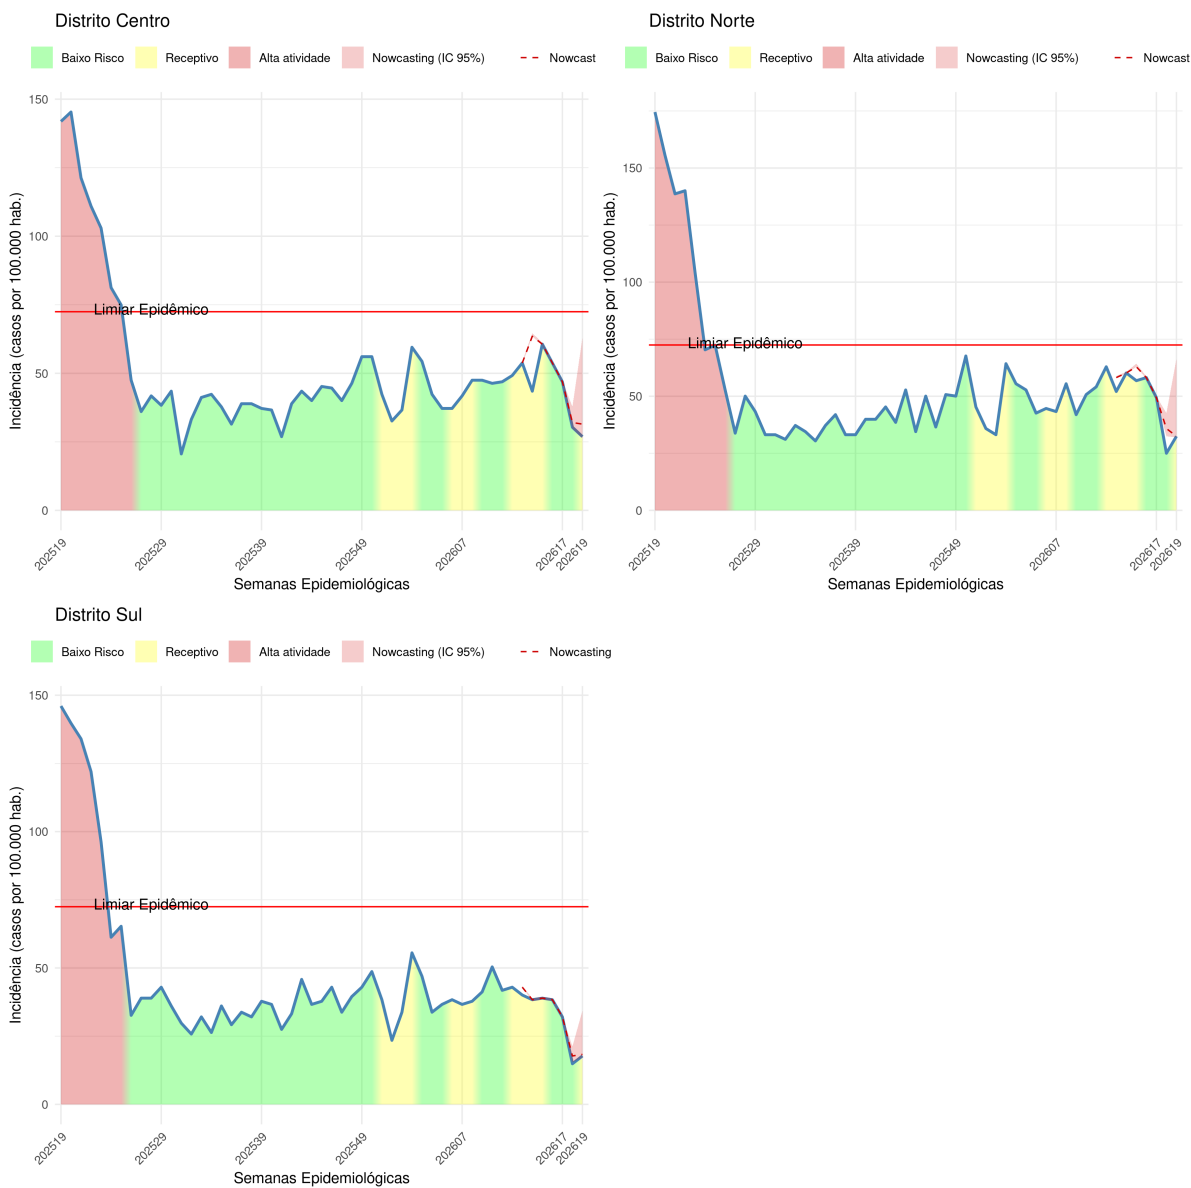 Distrito Centro
Baixo Risco Receptivo Alta atividade Nowcasting (IC 95%) Nowcast
150
100
50
0
Limiar Epidêmico
Incidência (casos por 100.000 hab.)
202519 202529 202539 202549 202607 202617 202619
Semanas Epidemiológicas
Distrito Norte
Baixo Risco Receptivo Alta atividade Nowcasting (IC 95%) Nowcast
150
100
50
0
Limiar Epidêmico
Incidência (casos por 100.000 hab.)
202519 202529 202539 202549 202607 202617 202619
Semanas Epidemiológicas
Distrito Sul
Baixo Risco Receptivo Alta atividade Nowcasting (IC 95%) Nowcasting
150
100
50
0
Limiar Epidêmico
Incidência (casos por 100.000 hab.)
202519 202529 202539 202549 202607 202617 202619
Semanas Epidemiológicas